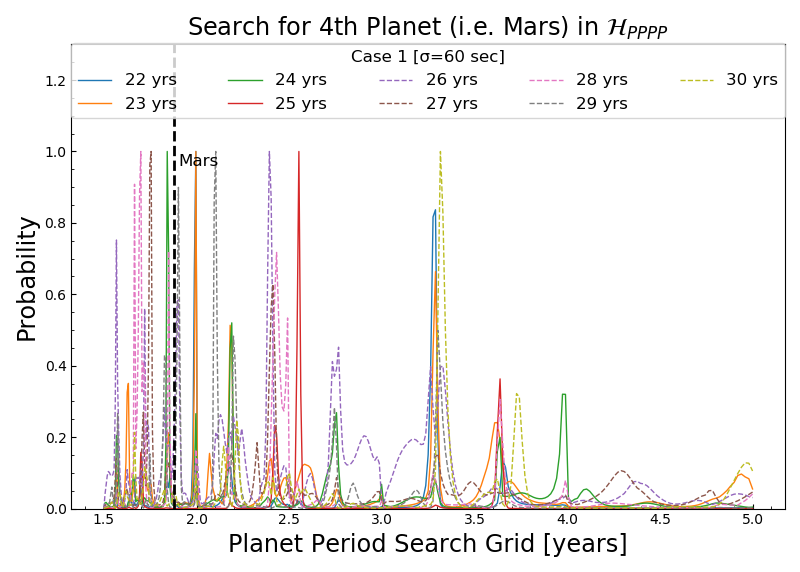 Search for 4th Planet (i.e. Mars) in ℋ_PPPP
Case 1 [σ=60 sec]
22 yrs 24 yrs 26 yrs 28 yrs 30 yrs
23 yrs 25 yrs 27 yrs 29 yrs
Mars
Probability
1.2
1.0
0.8
0.6
0.4
0.2
0.0
1.5 2.0 2.5 3.0 3.5 4.0 4.5 5.0
Planet Period Search Grid [years]